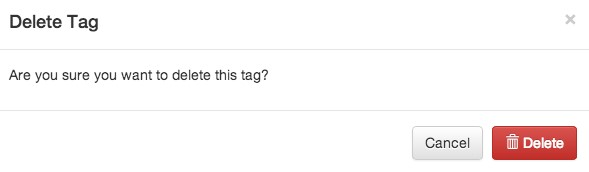 Delete Tag ×
Are you sure you want to delete this tag?
Cancel Delete